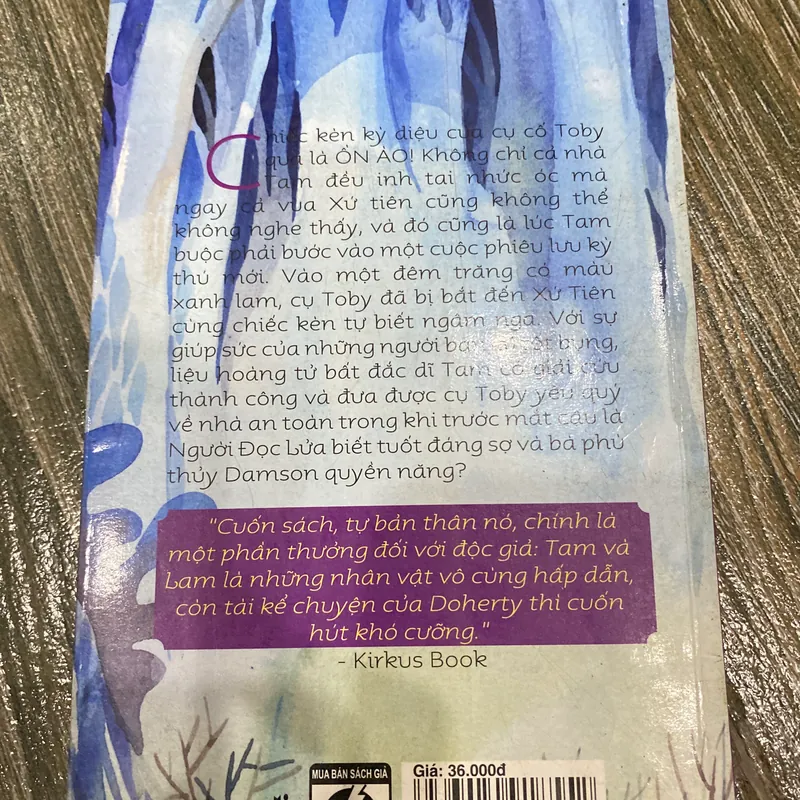 Chiếc kèn kỳ diệu của cụ cố Toby
quả là ỒN ÀO! Không chỉ cả nhà
Tam đều inh tai nhức óc mà
ngay cả vua Xứ tiên cũng không thể
không nghe thấy, và đó cũng là lúc Tam
buộc phải bước vào một cuộc phiêu lưu kỳ
thú mới. Vào một đêm trăng có màu
xanh lam, cụ Toby đã bị bắt đến Xứ Tiên
cùng chiếc kèn tự biết ngâm nga. Với sự
giúp sức của những người bạn tốt bụng,
liệu hoàng tử bất đắc dĩ Tam có giải cứu
thành công và đưa được cụ Toby yêu quý
về nhà an toàn trong khi trước mắt cậu là
Người Đọc Lửa biết tuốt đáng sợ và bà phù
thủy Damson quyền năng?
"Cuốn sách, tự bản thân nó, chính là
một phần thưởng đối với độc giả: Tam và
Lam là những nhân vật vô cùng hấp dẫn,
còn tài kể chuyện của Doherty thì cuốn
hút khó cưỡng."
- Kirkus Book
MUA BÁN SÁCH GIẢ
Giá: 36.000đ